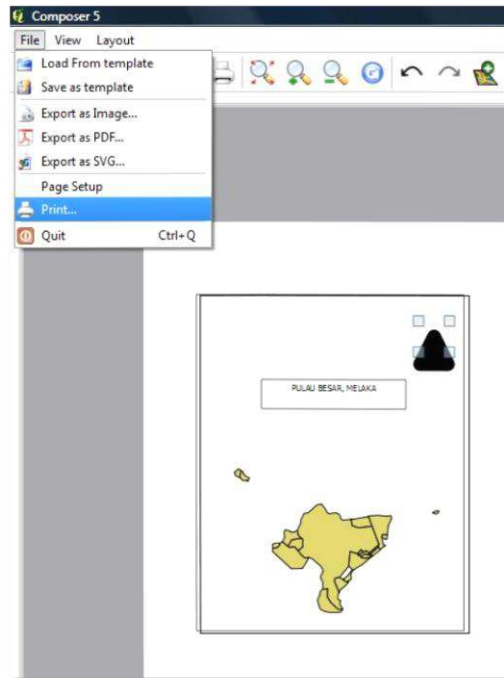 Composer 5
File View Layout
Load From template
Save as template
Export as Image...
Export as PDF...
Export as SVG...
Page Setup
Print...
Quit Ctrl+Q
PULAU BESAR, MELAKA